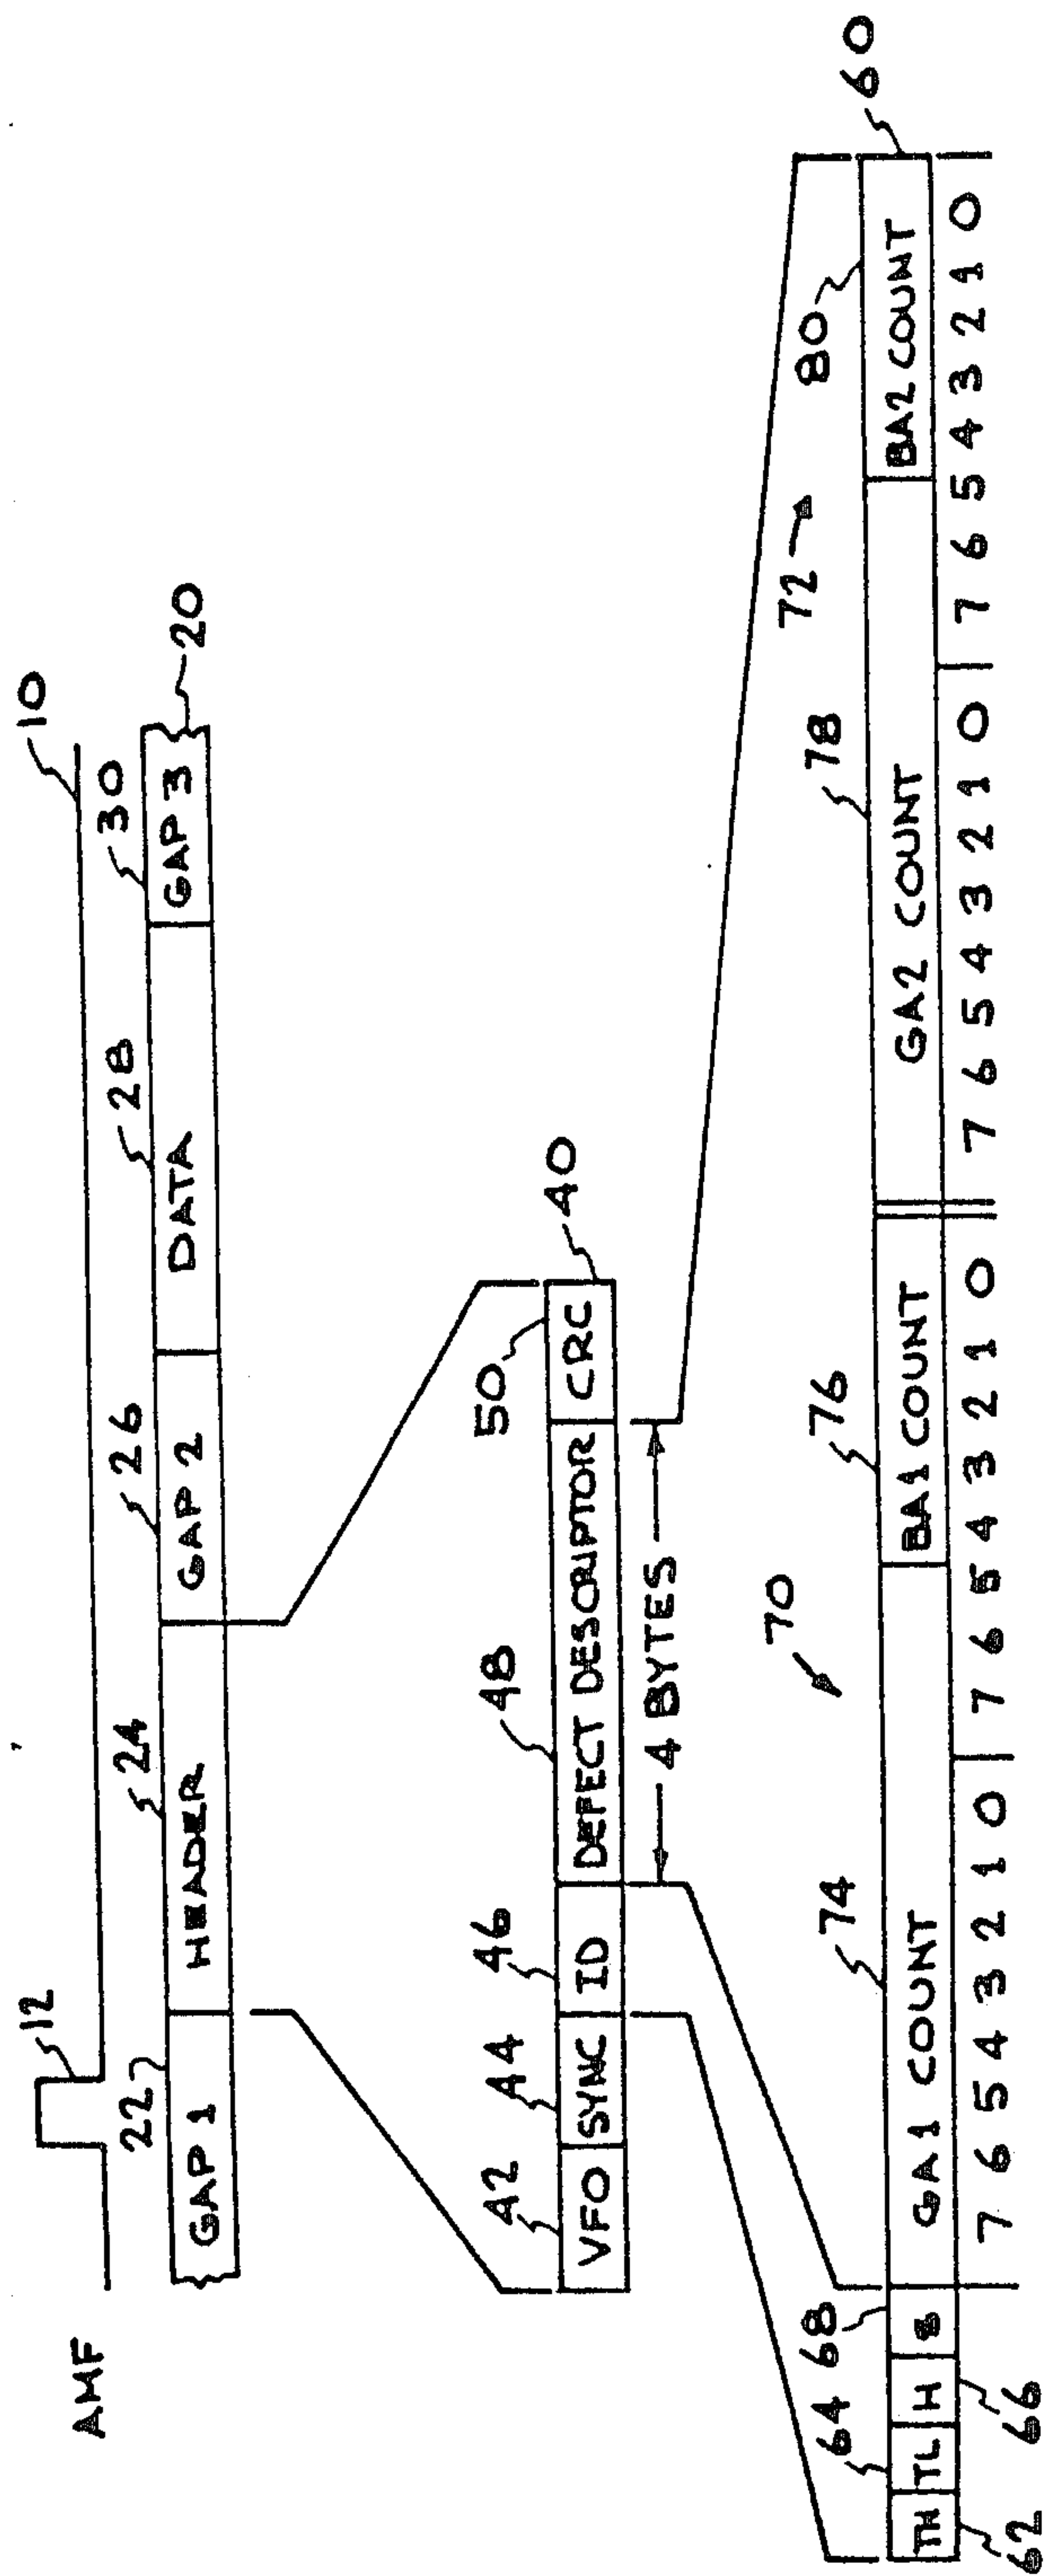 AMF 12 10
22 24 26 28 30
GAP 1 HEADER GAP 2 DATA GAP 3 20
42 44 46 48 50 40
VFO SYNC ID DEFECT DESCRIPTOR CRC
4 BYTES
70 72
64 68 74 76 78 80 60
TH TL H S GA1 COUNT BA1 COUNT GA2 COUNT BA2 COUNT
7 6 5 4 3 2 1 0 7 6 5 4 3 2 1 0 7 6 5 4 3 2 1 0 7 6 5 4 3 2 1 0
62 66